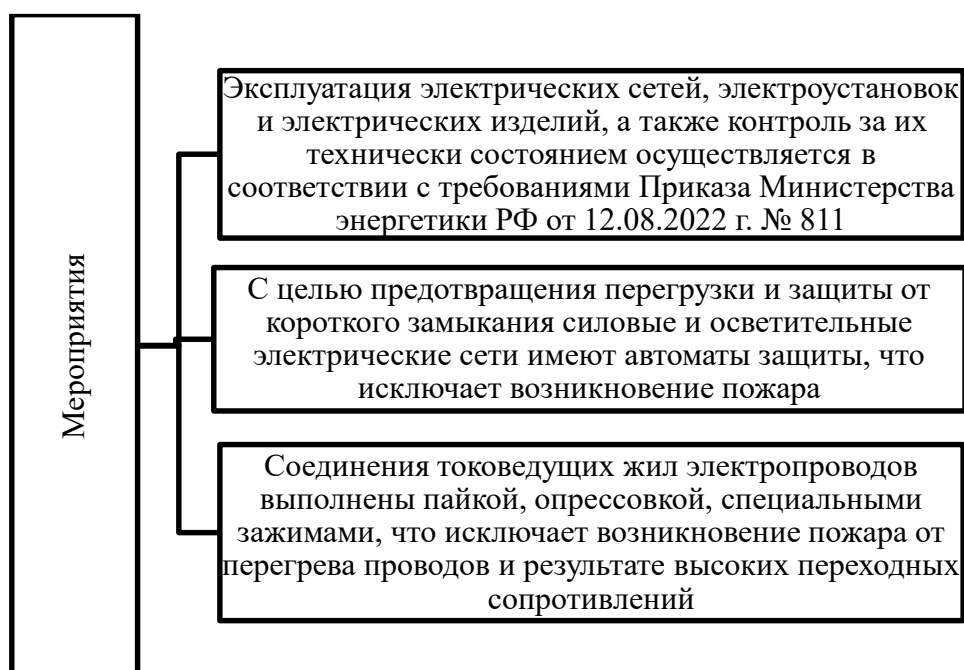 Мероприятия
Эксплуатация электрических сетей, электроустановок
и электрических изделий, а также контроль за их
технически состоянием осуществляется в
соответствии с требованиями Приказа Министерства
энергетики РФ от 12.08.2022 г. № 811
С целью предотвращения перегрузки и защиты от
короткого замыкания силовые и осветительные
электрические сети имеют автоматы защиты, что
исключает возникновение пожара
Соединения токоведущих жил электропроводов
выполнены пайкой, опрессовкой, специальными
зажимами, что исключает возникновение пожара от
перегрева проводов и результате высоких переходных
сопротивлений